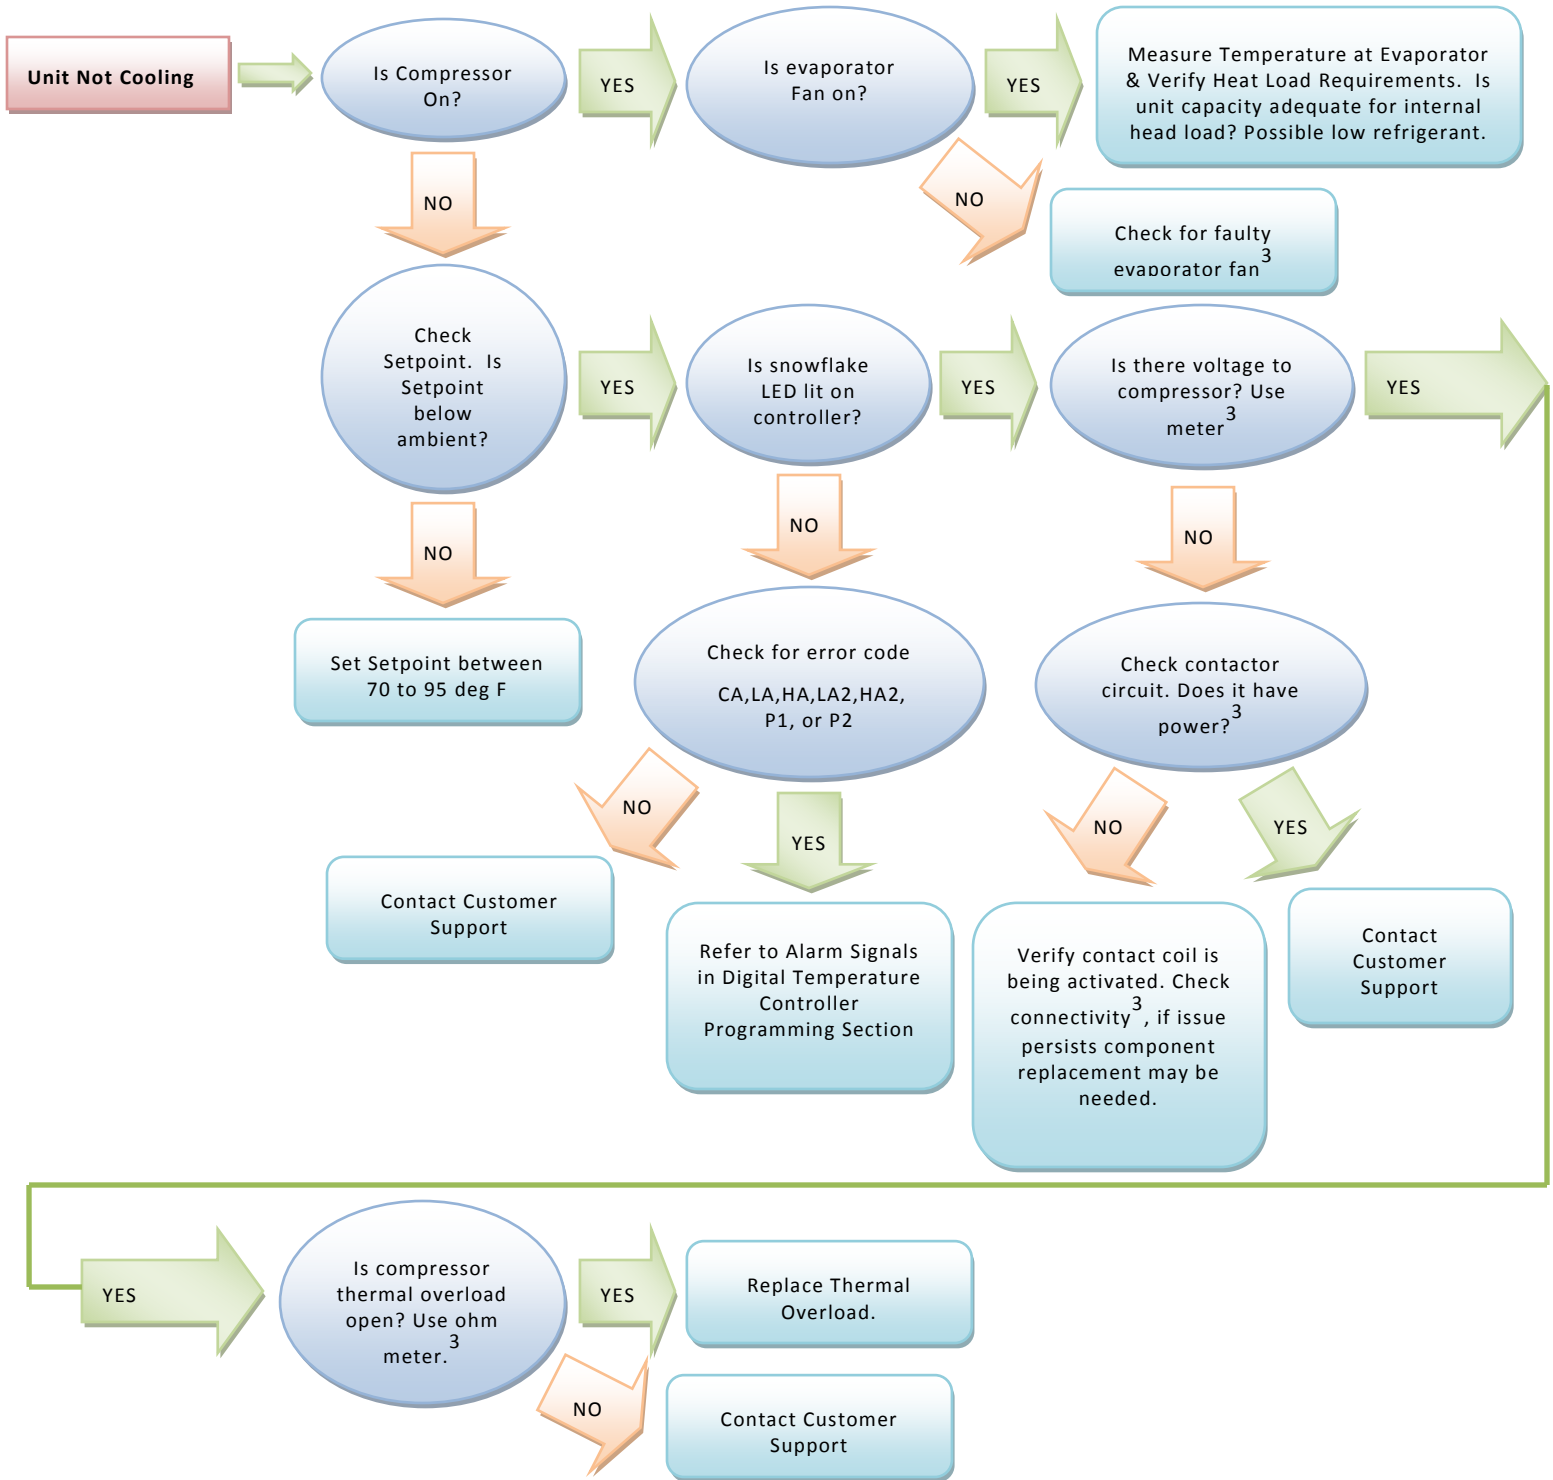 Unit Not Cooling
Is Compressor
On?
YES
Is evaporator
Fan on?
YES
Measure Temperature at Evaporator
& Verify Heat Load Requirements. Is
unit capacity adequate for internal
head load? Possible low refrigerant.
NO
NO
Check for faulty
evaporator fan3
Check
Setpoint. Is
Setpoint
below
ambient?
YES
Is snowflake
LED lit on
controller?
YES
Is there voltage to
compressor? Use
meter3
YES
NO
NO
NO
Set Setpoint between
70 to 95 deg F
Check for error code
CA,LA,HA,LA2,HA2,
P1, or P2
Check contactor
circuit. Does it have
power?3
NO
YES
NO
YES
Contact Customer
Support
Refer to Alarm Signals
in Digital Temperature
Controller
Programming Section
Verify contact coil is
being activated. Check
connectivity3, if issue
persists component
replacement may be
needed.
Contact
Customer
Support
YES
Is compressor
thermal overload
open? Use ohm
meter.3
YES
Replace Thermal
Overload.
NO
Contact Customer
Support